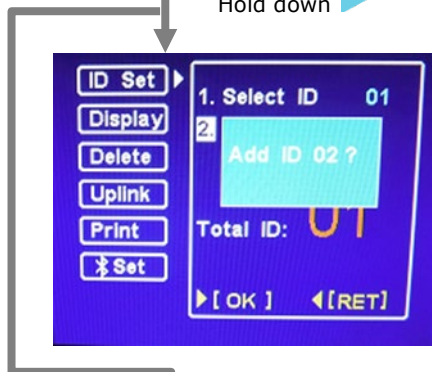 Hold down
ID Set
Display
Delete
Uplink
Print
Set
1. Select ID 01
2.
Add ID 02 ?
Total ID: 01
[ OK ] [RET]